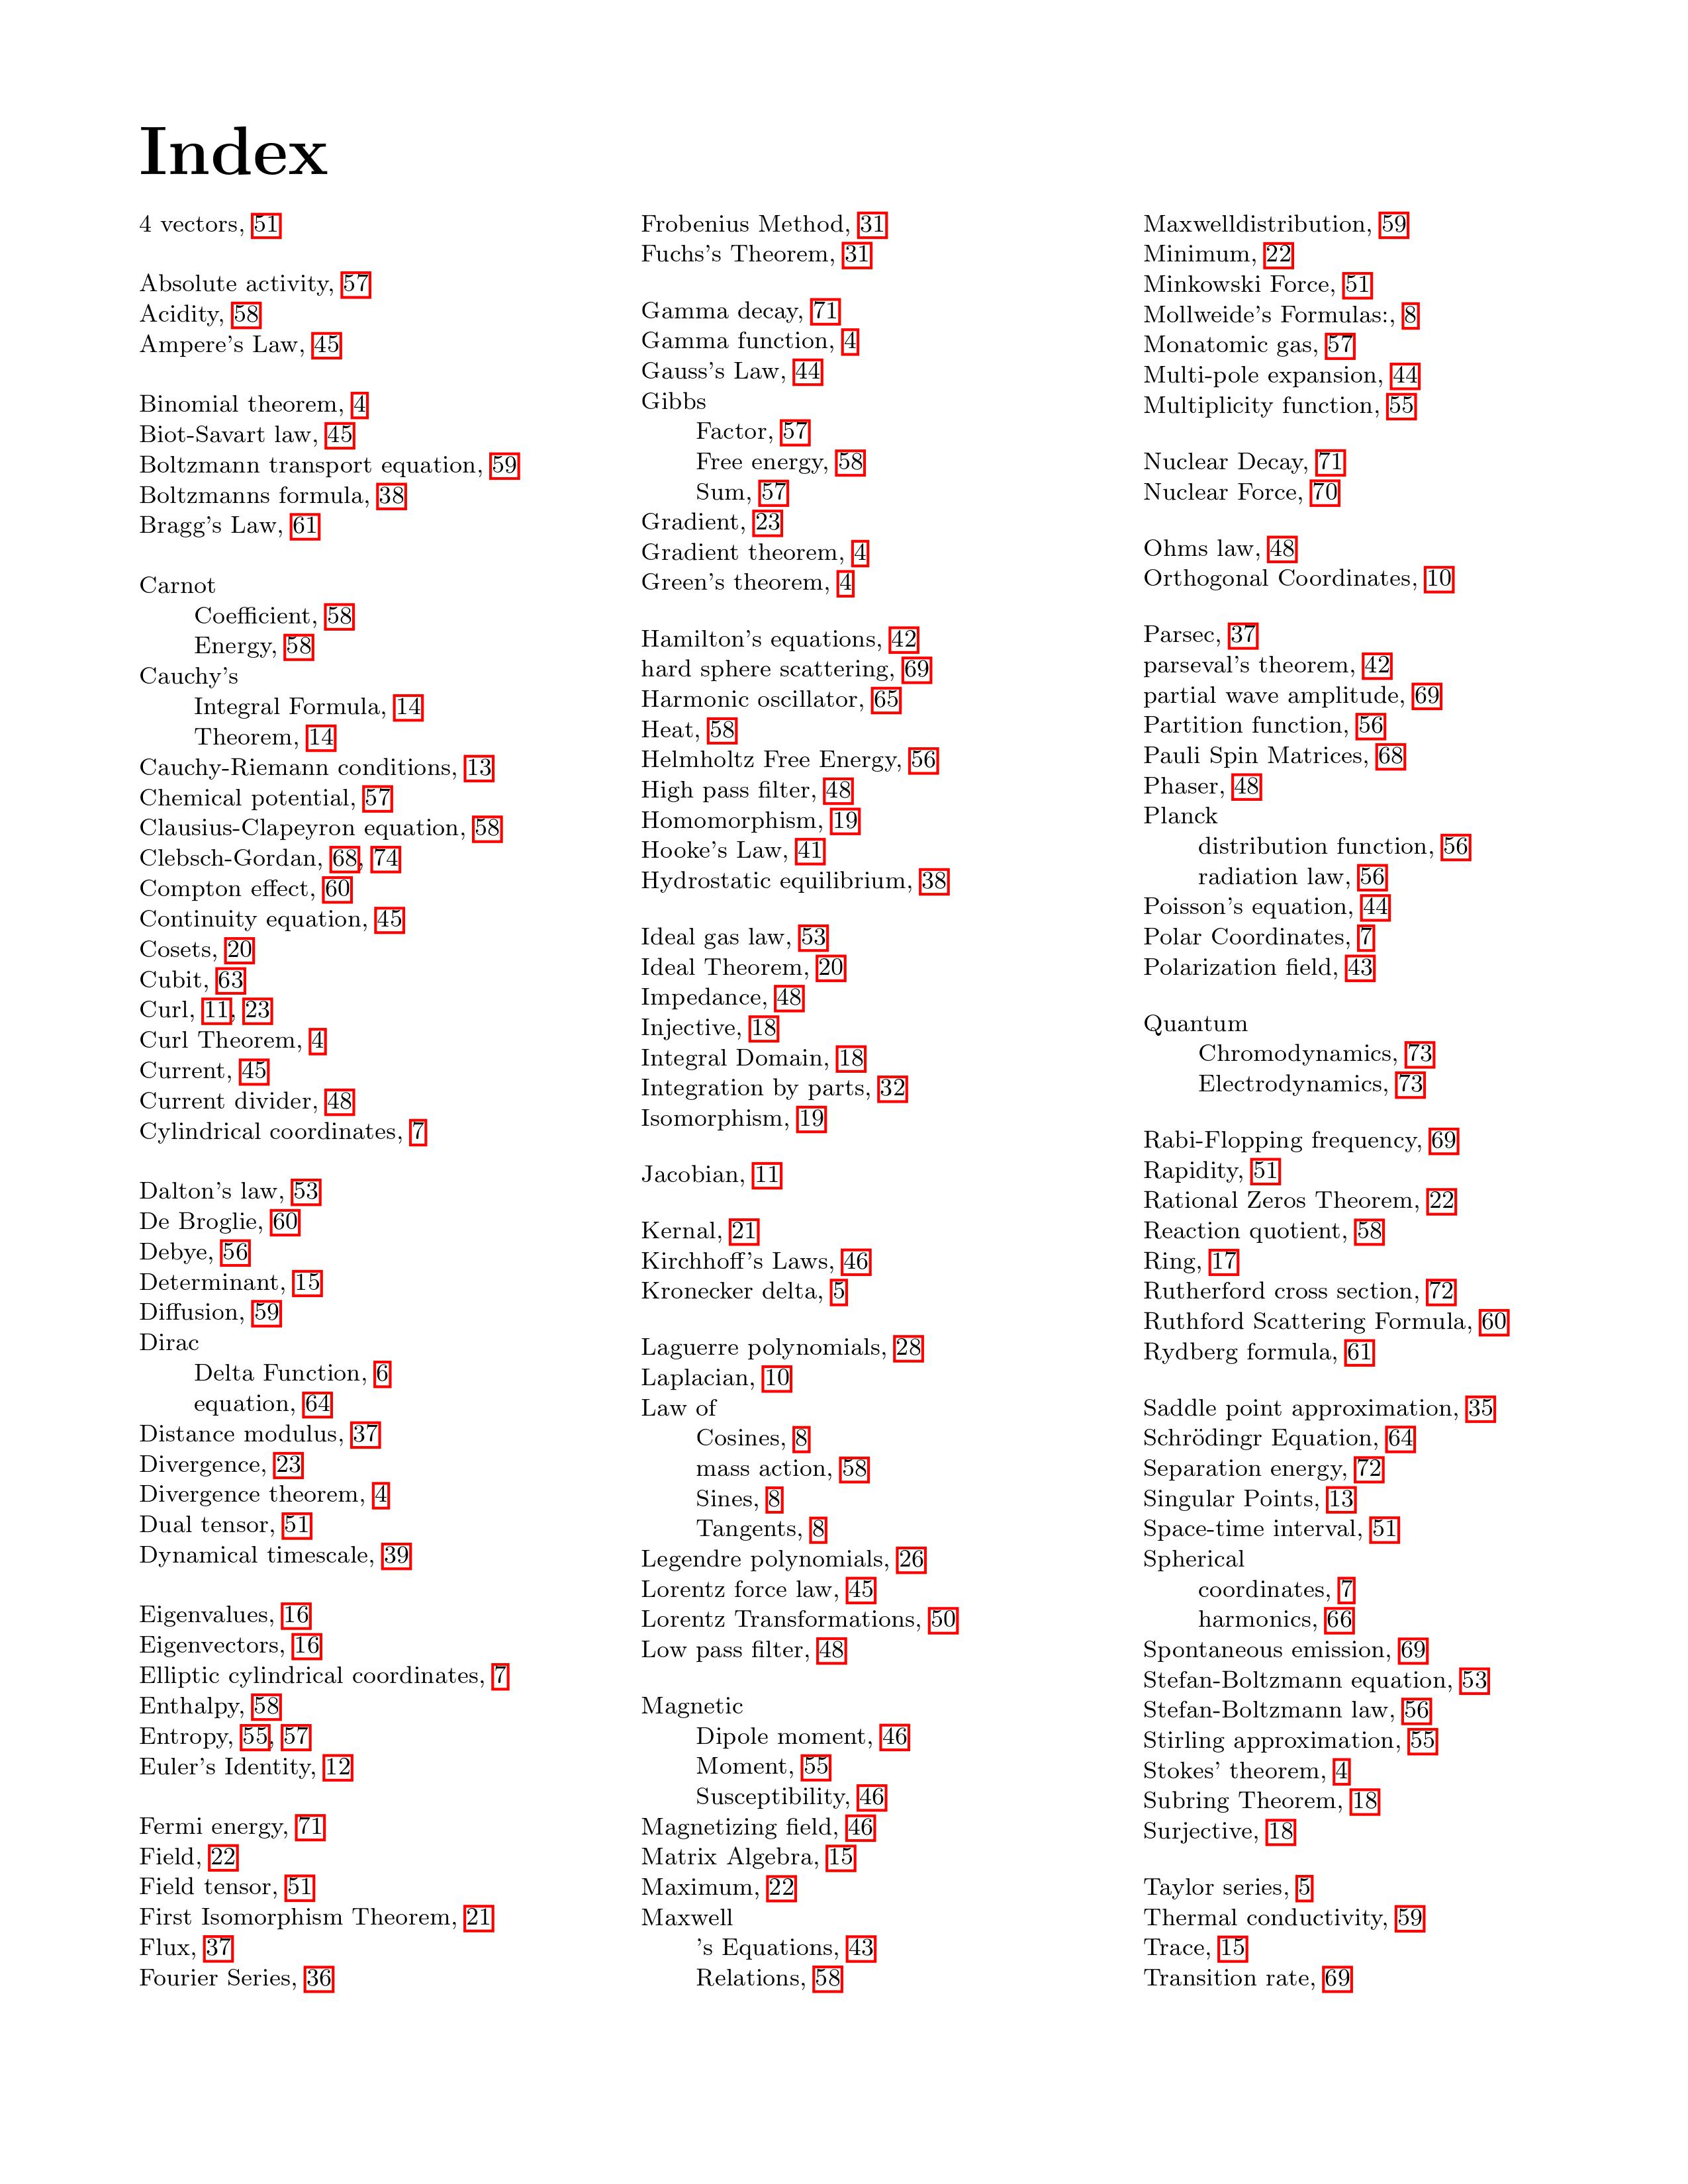 Index
4 vectors, 51
Absolute activity, 57
Acidity, 58
Ampere's Law, 45
Binomial theorem, 4
Biot-Savart law, 45
Boltzmann transport equation, 59
Boltzmanns formula, 38
Bragg's Law, 61
Carnot
Coefficient, 58
Energy, 58
Cauchy's
Integral Formula, 14
Theorem, 14
Cauchy-Riemann conditions, 13
Chemical potential, 57
Clausius-Clapeyron equation, 58
Clebsch-Gordan, 68, 74
Compton effect, 60
Continuity equation, 45
Cosets, 20
Cubit, 63
Curl, 11, 23
Curl Theorem, 4
Current, 45
Current divider, 48
Cylindrical coordinates, 7
Dalton's law, 53
De Broglie, 60
Debye, 56
Determinant, 15
Diffusion, 59
Dirac
Delta Function, 6
equation, 64
Distance modulus, 37
Divergence, 23
Divergence theorem, 4
Dual tensor, 51
Dynamical timescale, 39
Eigenvalues, 16
Eigenvectors, 16
Elliptic cylindrical coordinates, 7
Enthalpy, 58
Entropy, 55, 57
Euler's Identity, 12
Fermi energy, 71
Field, 22
Field tensor, 51
First Isomorphism Theorem, 21
Flux, 37
Fourier Series, 36
Frobenius Method, 31
Fuchs's Theorem, 31
Gamma decay, 71
Gamma function, 4
Gauss's Law, 44
Gibbs
Factor, 57
Free energy, 58
Sum, 57
Gradient, 23
Gradient theorem, 4
Green's theorem, 4
Hamilton's equations, 42
hard sphere scattering, 69
Harmonic oscillator, 65
Heat, 58
Helmholtz Free Energy, 56
High pass filter, 48
Homomorphism, 19
Hooke's Law, 41
Hydrostatic equilibrium, 38
Ideal gas law, 53
Ideal Theorem, 20
Impedance, 48
Injective, 18
Integral Domain, 18
Integration by parts, 32
Isomorphism, 19
Jacobian, 11
Kernal, 21
Kirchhoff's Laws, 46
Kronecker delta, 5
Laguerre polynomials, 28
Laplacian, 10
Law of
Cosines, 8
mass action, 58
Sines, 8
Tangents, 8
Legendre polynomials, 26
Lorentz force law, 45
Lorentz Transformations, 50
Low pass filter, 48
Magnetic
Dipole moment, 46
Moment, 55
Susceptibility, 46
Magnetizing field, 46
Matrix Algebra, 15
Maximum, 22
Maxwell
's Equations, 43
Relations, 58
Maxwelldistribution, 59
Minimum, 22
Minkowski Force, 51
Mollweide's Formulas:, 8
Monatomic gas, 57
Multi-pole expansion, 44
Multiplicity function, 55
Nuclear Decay, 71
Nuclear Force, 70
Ohms law, 48
Orthogonal Coordinates, 10
Parsec, 37
parseval's theorem, 42
partial wave amplitude, 69
Partition function, 56
Pauli Spin Matrices, 68
Phaser, 48
Planck
distribution function, 56
radiation law, 56
Poisson's equation, 44
Polar Coordinates, 7
Polarization field, 43
Quantum
Chromodynamics, 73
Electrodynamics, 73
Rabi-Flopping frequency, 69
Rapidity, 51
Rational Zeros Theorem, 22
Reaction quotient, 58
Ring, 17
Rutherford cross section, 72
Ruthford Scattering Formula, 60
Rydberg formula, 61
Saddle point approximation, 35
Schrödingr Equation, 64
Separation energy, 72
Singular Points, 13
Space-time interval, 51
Spherical
coordinates, 7
harmonics, 66
Spontaneous emission, 69
Stefan-Boltzmann equation, 53
Stefan-Boltzmann law, 56
Stirling approximation, 55
Stokes' theorem, 4
Subring Theorem, 18
Surjective, 18
Taylor series, 5
Thermal conductivity, 59
Trace, 15
Transition rate, 69